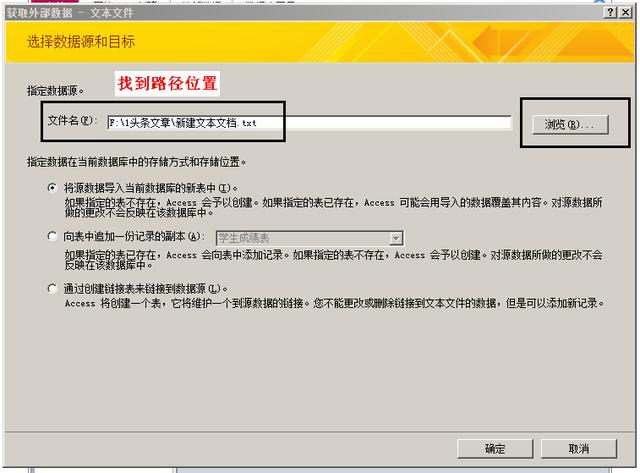 获取外部数据 - 文本文件
选择数据源和目标
找到路径位置
指定数据源。
文件名(F):
F:\1头条文章\新建文本文档.txt
浏览(R)...
指定数据在当前数据库中的存储方式和存储位置。
将源数据导入当前数据库的新表中(I)。
如果指定的表不存在，Access 会予以创建。如果指定的表已存在，Access 可能会用导入的数据覆盖其内容。对源数据所
做的更改不会反映在该数据库中。
向表中追加一份记录的副本(A):
学生成绩表
如果指定的表已存在，Access 会向表中添加记录。如果指定的表不存在，Access 会予以创建。对源数据所做的更改不会
反映在该数据库中。
通过创建链接表来链接到数据源(L)。
Access 将创建一个表，它将维护一个到源数据的链接。您不能更改或删除链接到文本文件的数据，但是可以添加新记录。
确定
取消